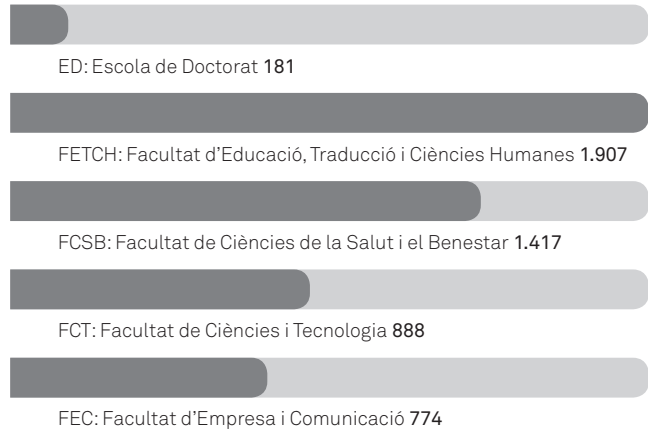 ED: Escola de Doctorat 181
FETCH: Facultat d’Educació, Traducció i Ciències Humanes 1.907
FCSB: Facultat de Ciències de la Salut i el Benestar 1.417
FCT: Facultat de Ciències i Tecnologia 888
FEC: Facultat d’Empresa i Comunicació 774